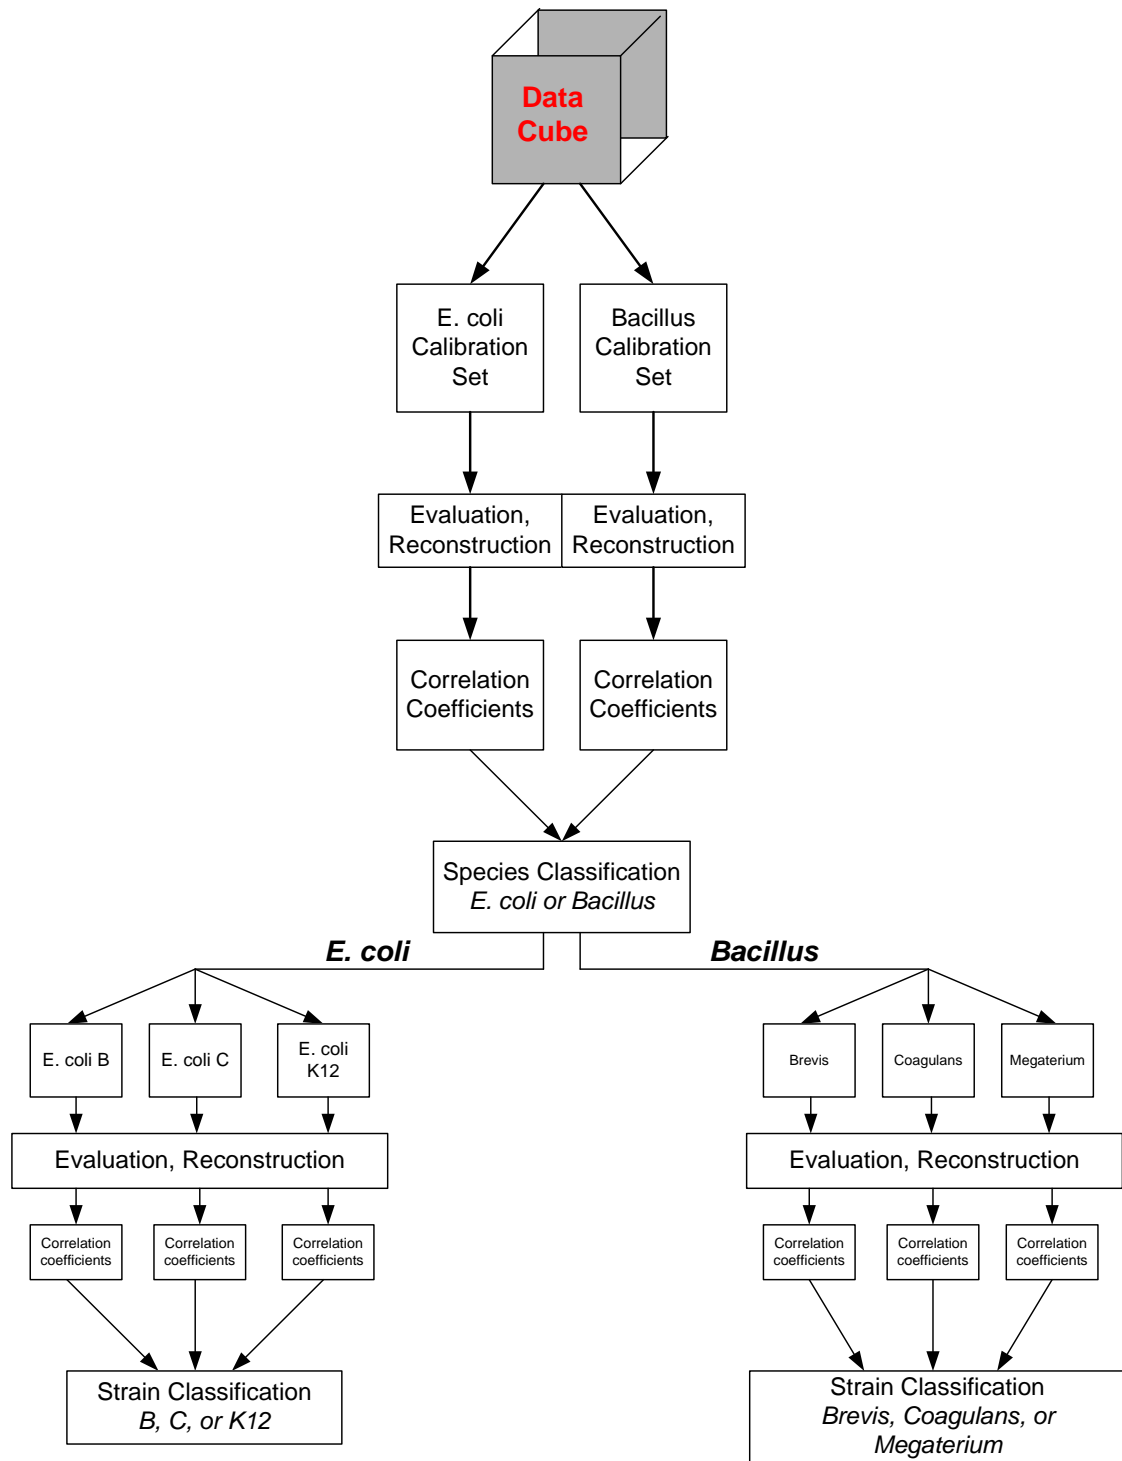 Data
Cube
E. coli
Calibration
Set
Bacillus
Calibration
Set
Evaluation,
Reconstruction
Evaluation,
Reconstruction
Correlation
Coefficients
Correlation
Coefficients
Species Classification
E. coli or Bacillus
E. coli
Bacillus
E. coli B
E. coli C
E. coli
K12
Brevis
Coagulans
Megaterium
Evaluation, Reconstruction
Evaluation, Reconstruction
Correlation
coefficients
Correlation
coefficients
Correlation
coefficients
Correlation
coefficients
Correlation
coefficients
Correlation
coefficients
Strain Classification
B, C, or K12
Strain Classification
Brevis, Coagulans, or
Megaterium